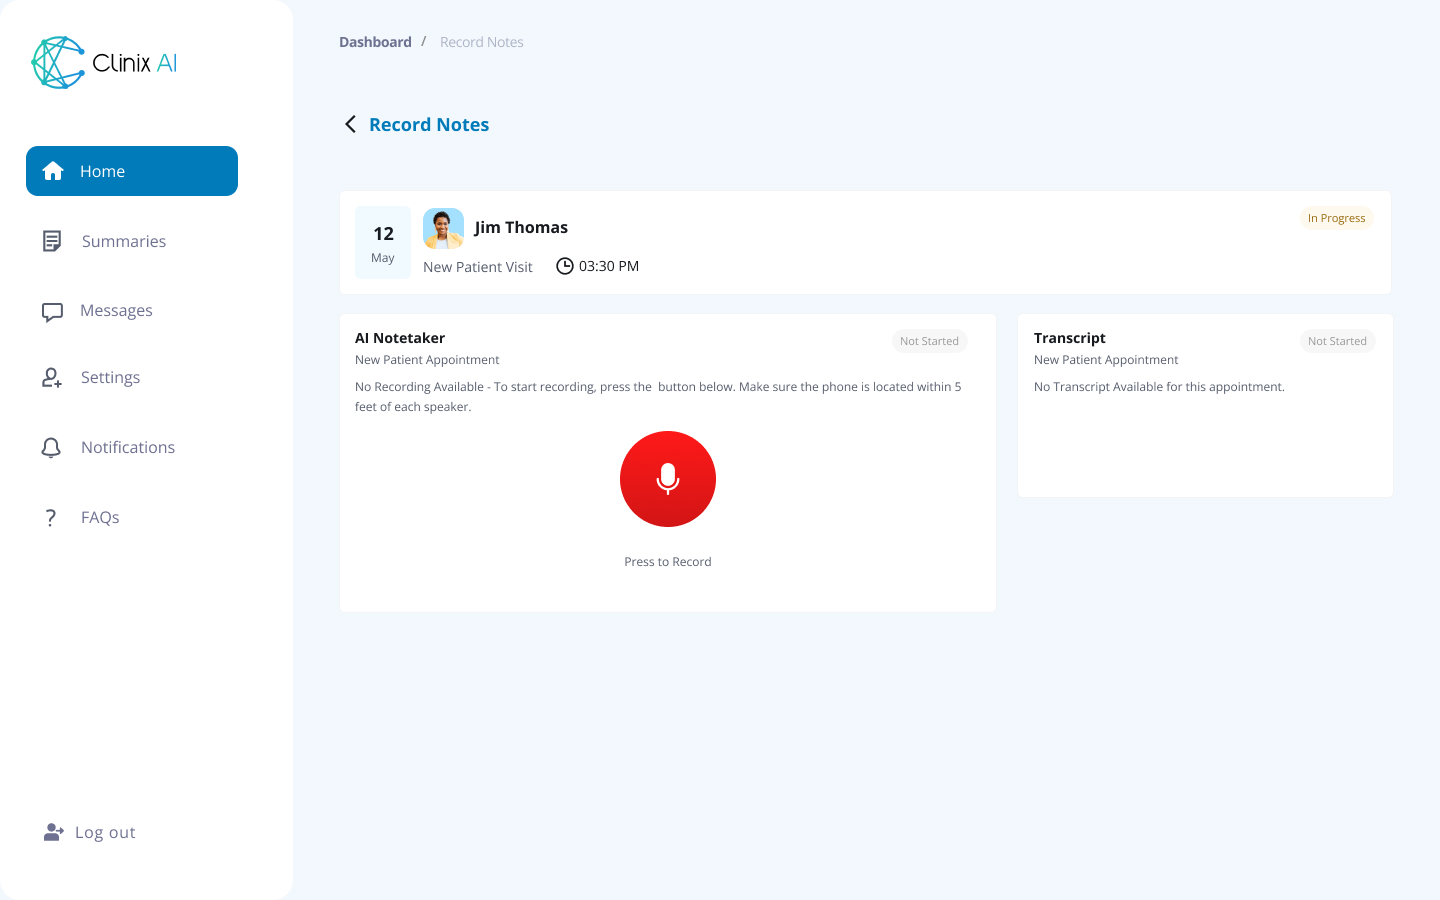 Clinix AI
Dashboard / Record Notes
Record Notes
Home
Summaries
Messages
Settings
Notifications
FAQs
Log out
12
May
Jim Thomas
New Patient Visit
03:30 PM
In Progress
AI Notetaker
Not Started
New Patient Appointment
No Recording Available - To start recording, press the  button below. Make sure the phone is located within 5
feet of each speaker.
Press to Record
Transcript
Not Started
New Patient Appointment
No Transcript Available for this appointment.